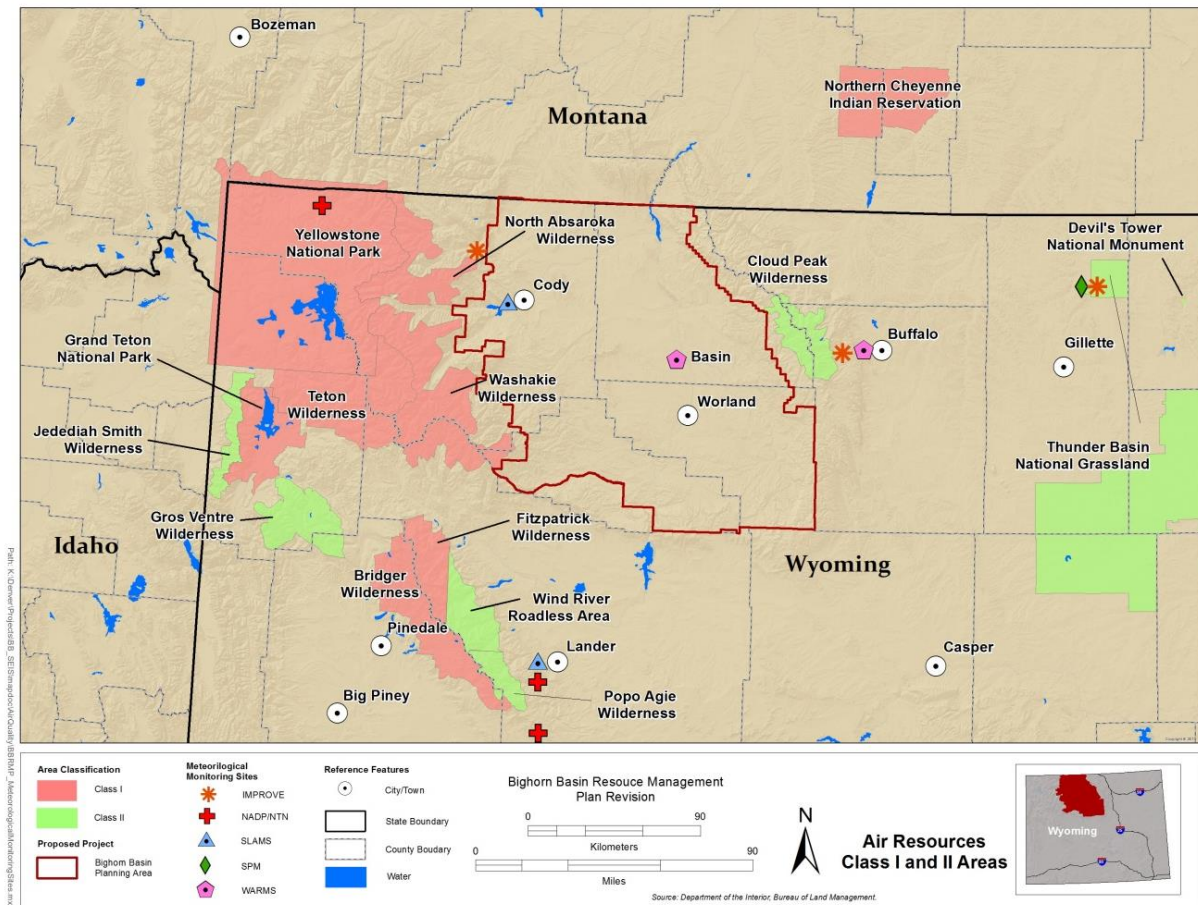 Bozeman
Northern Cheyenne
Indian Reservation
Montana
North Absaroka
Wilderness
Yellowstone
National Park
Devil's Tower
National Monument
Cloud Peak
Wilderness
Cody
Grand Teton
National Park
Buffalo
Gillette
Basin
Washakie
Wilderness
Teton
Wilderness
Worland
Jedediah Smith
Wilderness
Thunder Basin
National Grassland
Gros Ventre
Wilderness
Fitzpatrick
Wilderness
Idaho
Wyoming
Bridger
Wilderness
Wind River
Roadless Area
Pinedale
Lander
Casper
Big Piney
Popo Agie
Wilderness
Area Classification
Class I
Class II
Proposed Project
Bighorn Basin
Planning Area
Meteorilogical
Monitoring Sites
IMPROVE
NADP/NTN
SLAMS
SPM
WARMS
Reference Features
City/Town
State Boundary
County Boudary
Water
Bighorn Basin Resouce Management
Plan Revision
0 90
Kilometers
0 90
Miles
N
Air Resources
Class I and II Areas
Wyoming
Source: Department of the Interior, Bureau of Land Management.